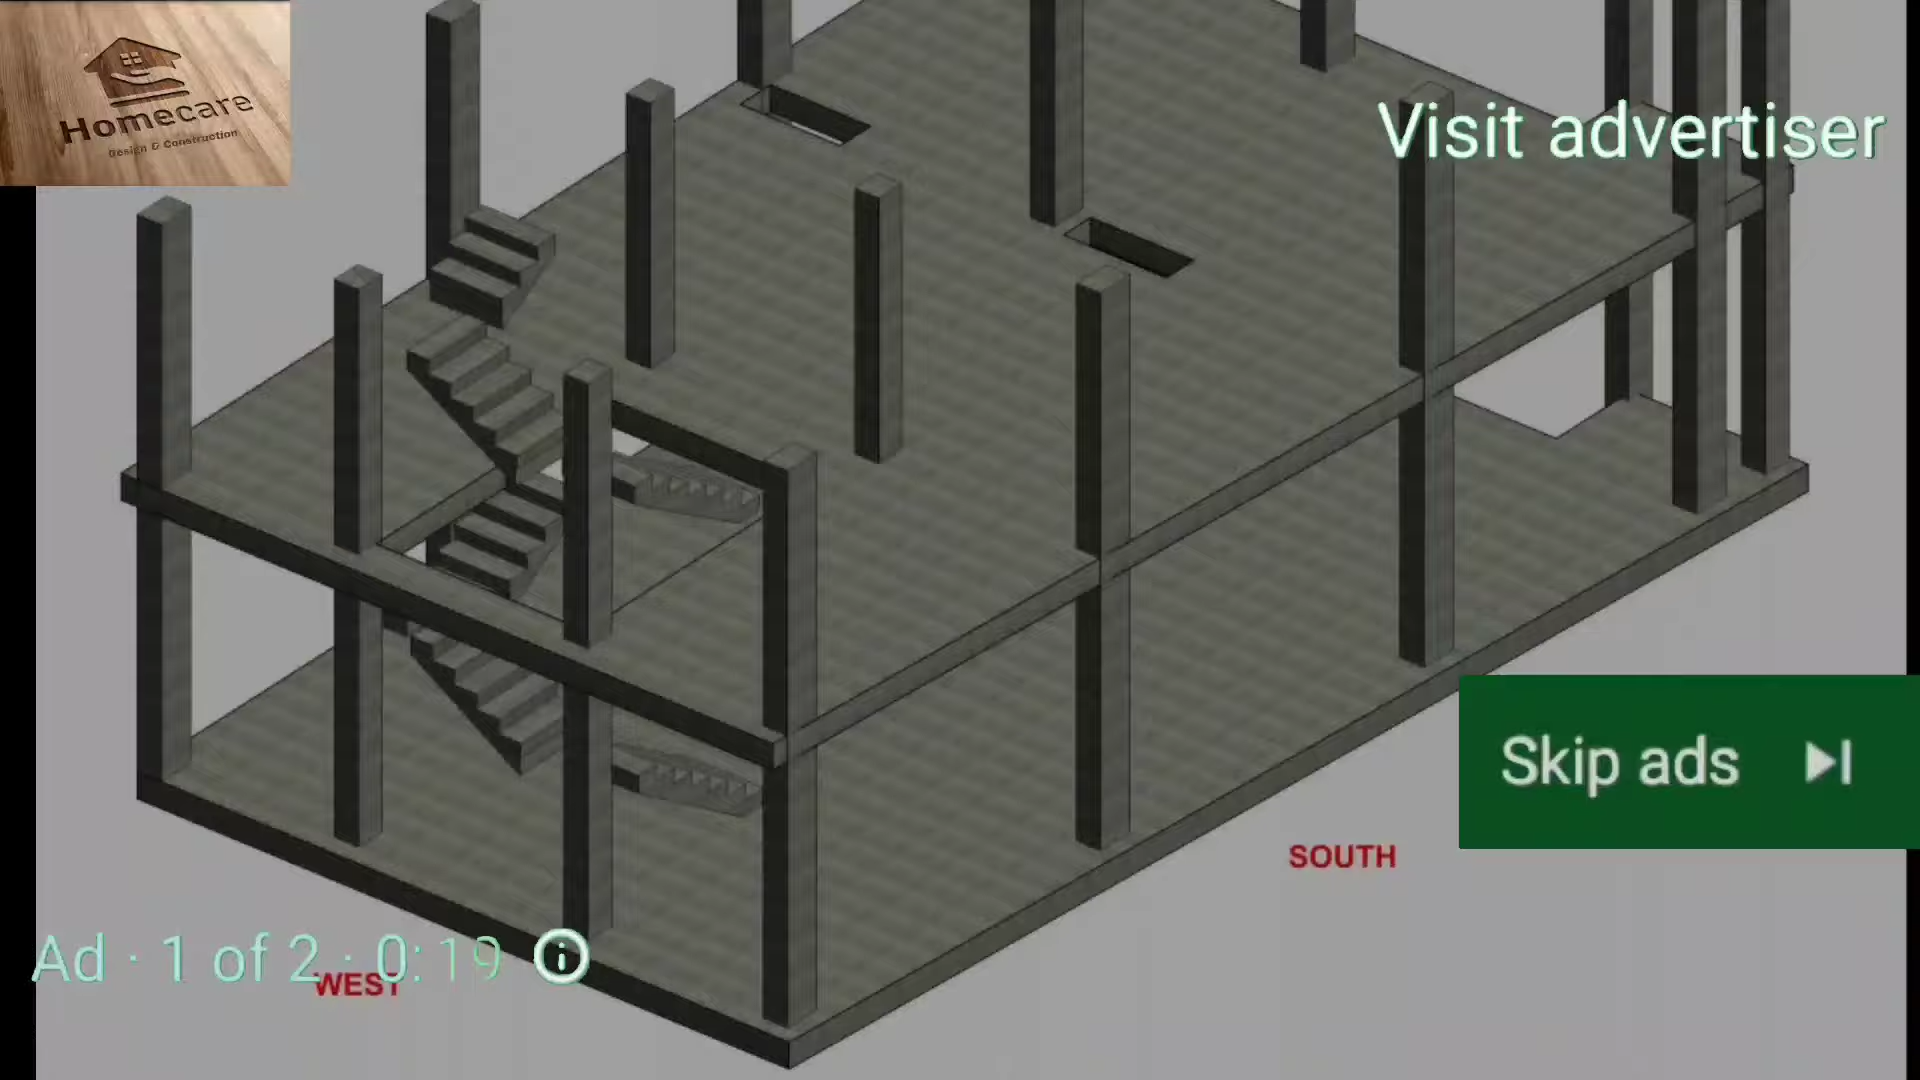 Homecare
Design & Construction
Visit advertiser
Skip ads
SOUTH
Ad · 1 of 2 · 0:19
WEST